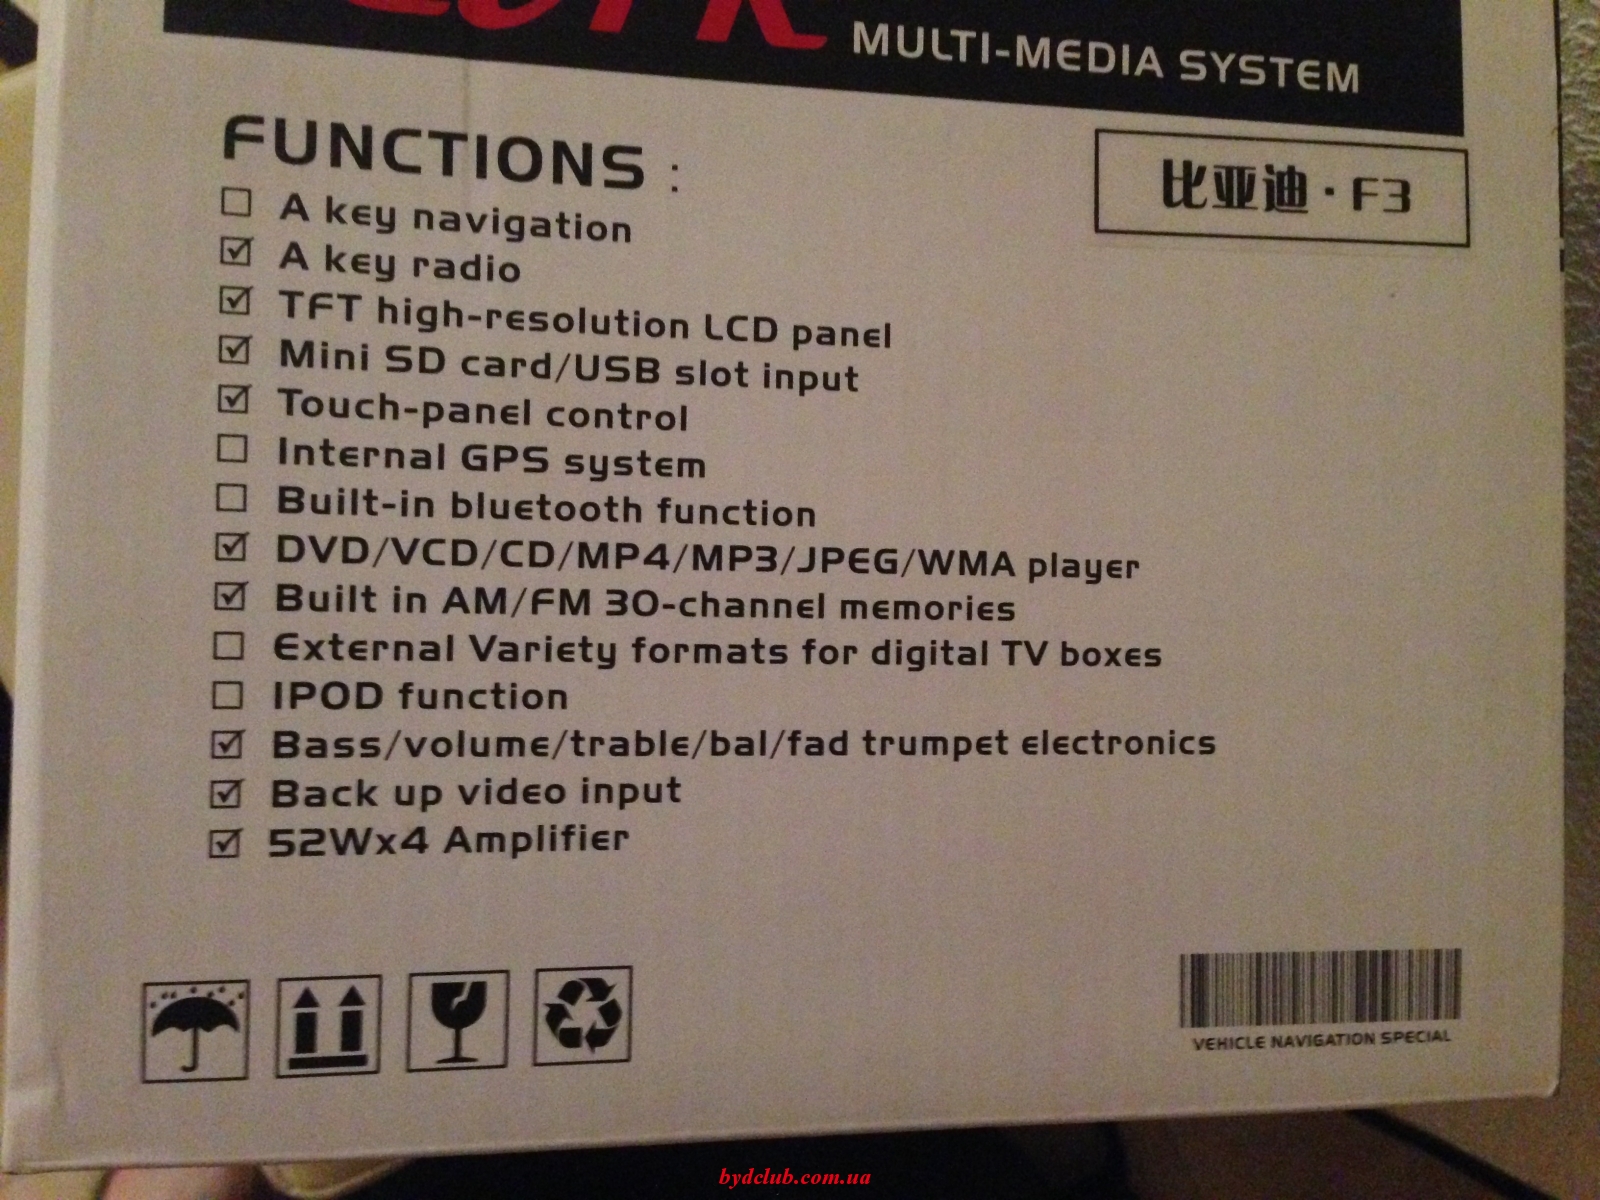 MULTI-MEDIA SYSTEM
FUNCTIONS :
比亚迪·F3
☐ A key navigation
☑ A key radio
☑ TFT high-resolution LCD panel
☑ Mini SD card/USB slot input
☑ Touch-panel control
☐ Internal GPS system
☐ Built-in bluetooth function
☑ DVD/VCD/CD/MP4/MP3/JPEG/WMA player
☑ Built in AM/FM 30-channel memories
☐ External Variety formats for digital TV boxes
☐ IPOD function
☑ Bass/volume/trable/bal/fad trumpet electronics
☑ Back up video input
☑ 52Wx4 Amplifier
VEHICLE NAVIGATION SPECIAL
bydclub.com.ua